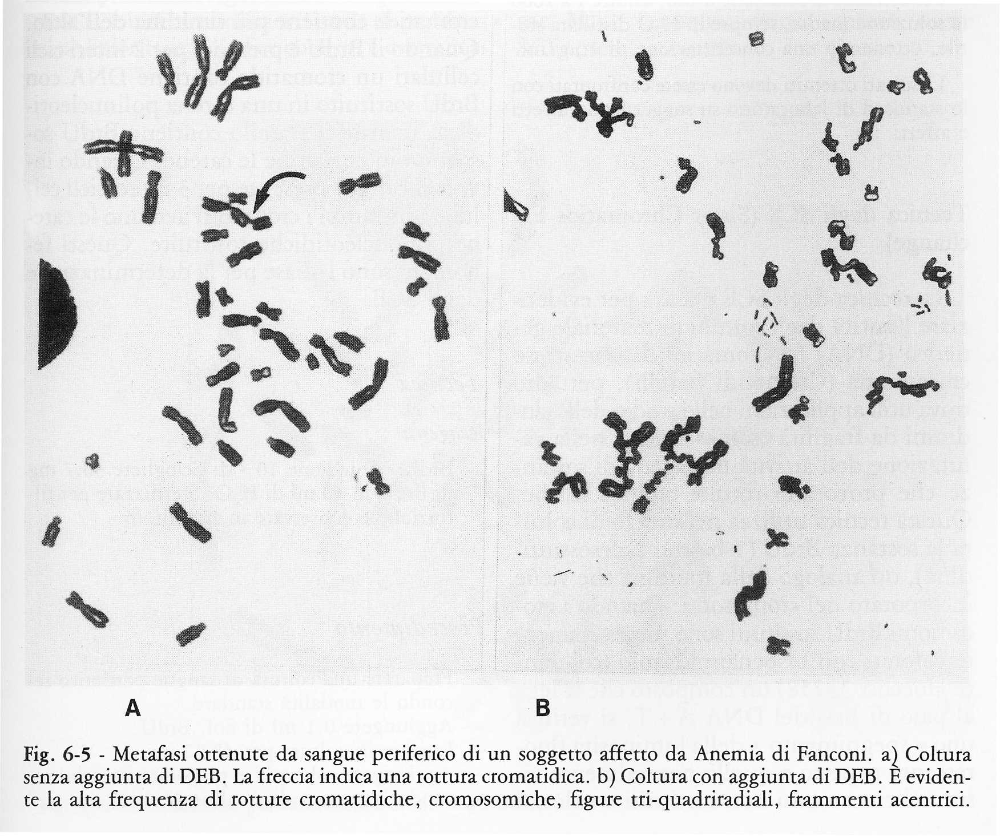 A
B
Fig. 6-5 - Metafasi ottenute da sangue periferico di un soggetto affetto da Anemia di Fanconi. a) Coltura
senza aggiunta di DEB. La freccia indica una rottura cromatidica. b) Coltura con aggiunta di DEB. È eviden-
te la alta frequenza di rotture cromatidiche, cromosomiche, figure tri-quadriradiali, frammenti acentrici.